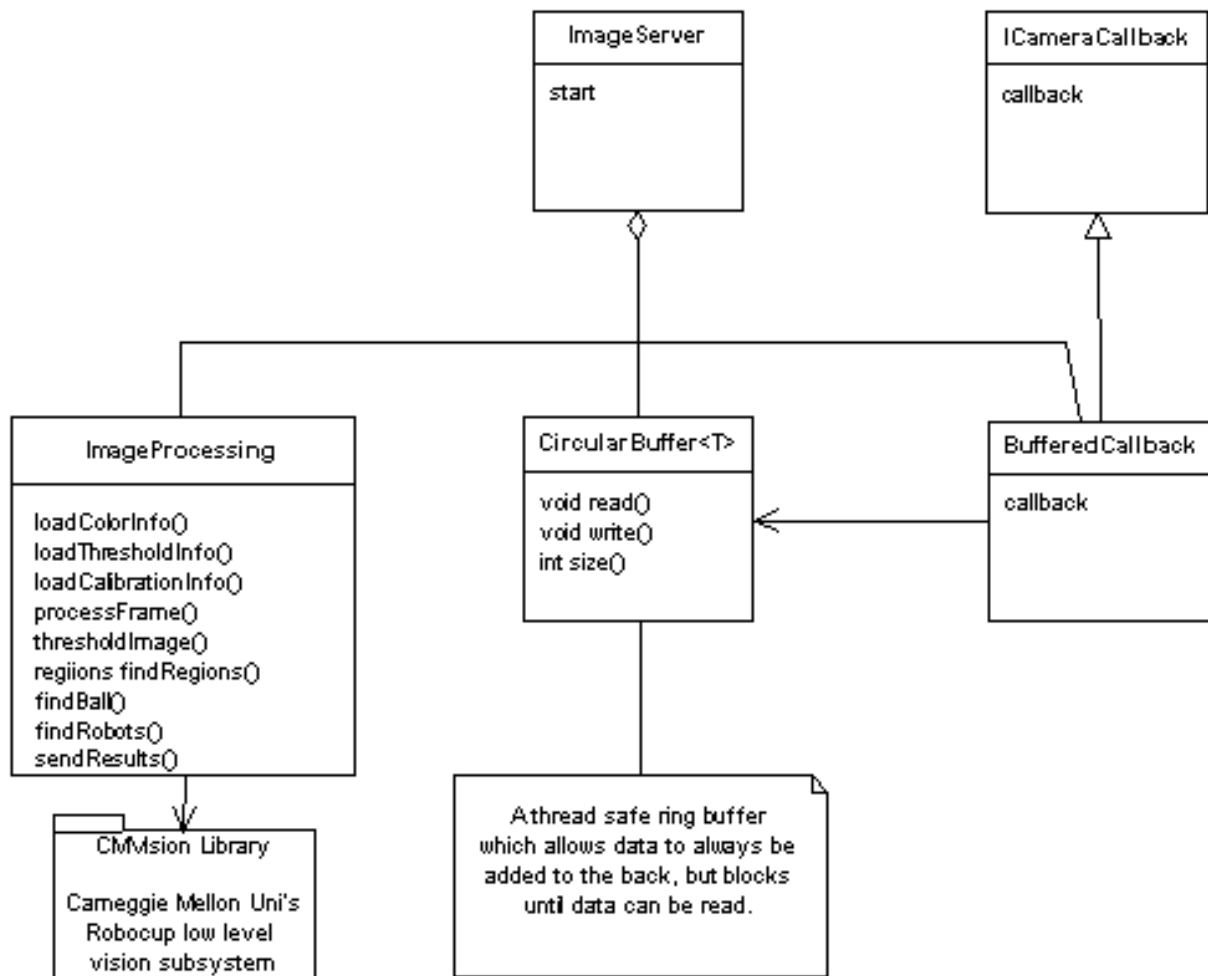 ImageServer
start
ICameraCallback
callback
ImageProcessing
loadColorInfo()
loadThresholdInfo()
loadCalibrationInfo()
processFrame()
thresholdImage()
regiions findRegions()
findBall()
findRobots()
sendResults()
CircularBuffer<T>
void read()
void write()
int size()
BufferedCallback
callback
CMVision Library
Carneggie Mellon Uni's
Robocup low level
vision subsystem
A thread safe ring buffer
which allows data to always be
added to the back, but blocks
until data can be read.